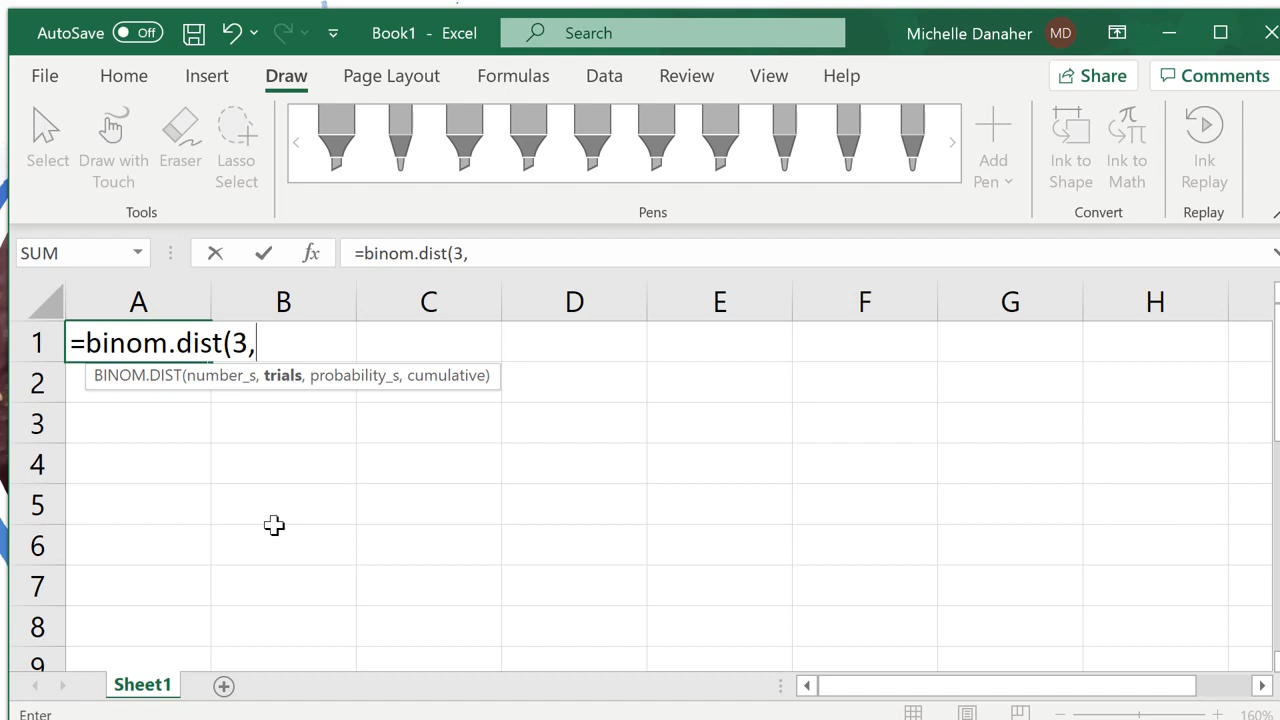 AutoSave Off Book1 - Excel Search Michelle Danaher MD
File Home Insert Draw Page Layout Formulas Data Review View Help Share Comments
Select Draw with Touch Eraser Lasso Select Add Pen Ink to Shape Ink to Math Ink Replay
Tools Pens Convert Replay
SUM fx =binom.dist(3,
A B C D E F G H
1 =binom.dist(3,
BINOM.DIST(number_s, trials, probability_s, cumulative)
2
3
4
5
6
7
8
9
Sheet1
Enter 160%